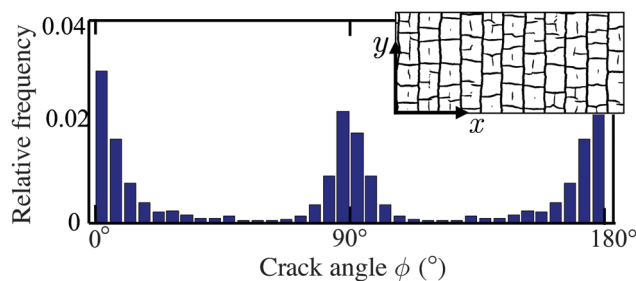 0.04
y
x
Relative frequency
0.02
0
0° 90° 180°
Crack angle ϕ (°)